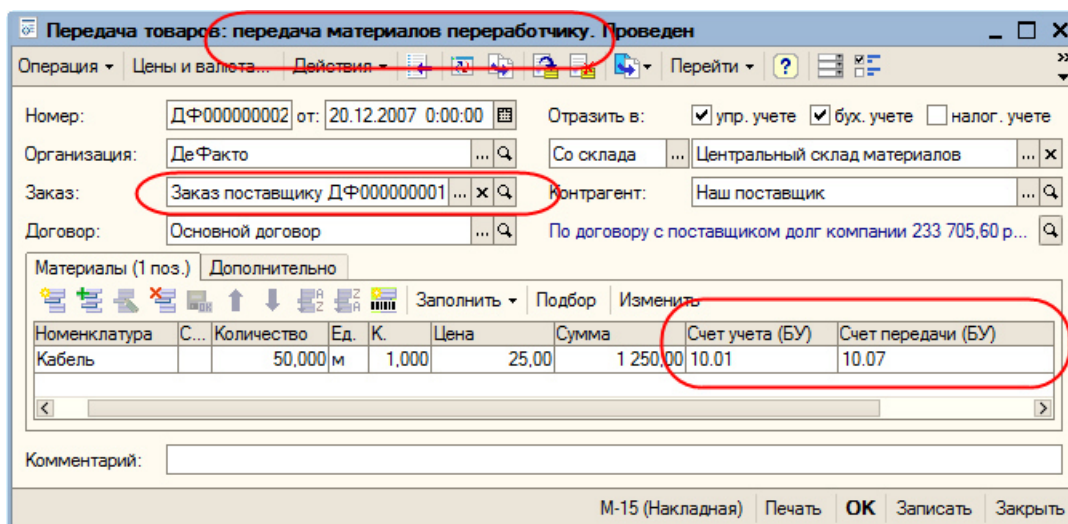 Передача товаров: передача материалов переработчику. Проведен
Операция Цены и валюта... Действия Перейти ?
Номер: ДФ000000002 от: 20.12.2007 0:00:00 Отразить в: упр. учете бух. учете налог. учете
Организация: ДеФакто ... Со склада ... Центральный склад материалов ... x
Заказ: Заказ поставщику ДФ000000001 ... x Контрагент: Наш поставщик ...
Договор: Основной договор ... По договору с поставщиком долг компании 233 705,60 р...
Материалы (1 поз.) Дополнительно
Заполнить Подбор Изменить
Номенклатура С... Количество Ед. К. Цена Сумма Счет учета (БУ) Счет передачи (БУ)
Кабель 50,000 м 1,000 25,00 1 250,00 10.01 10.07
Комментарий:
М-15 (Накладная) Печать OK Записать Закрыть